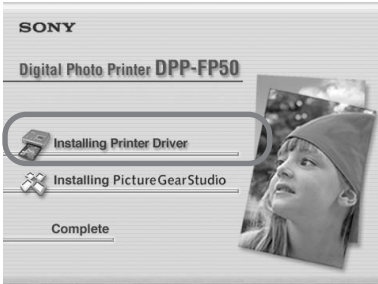 SONY
Digital Photo Printer DPP-FP50
Installing Printer Driver
Installing PictureGearStudio
Complete